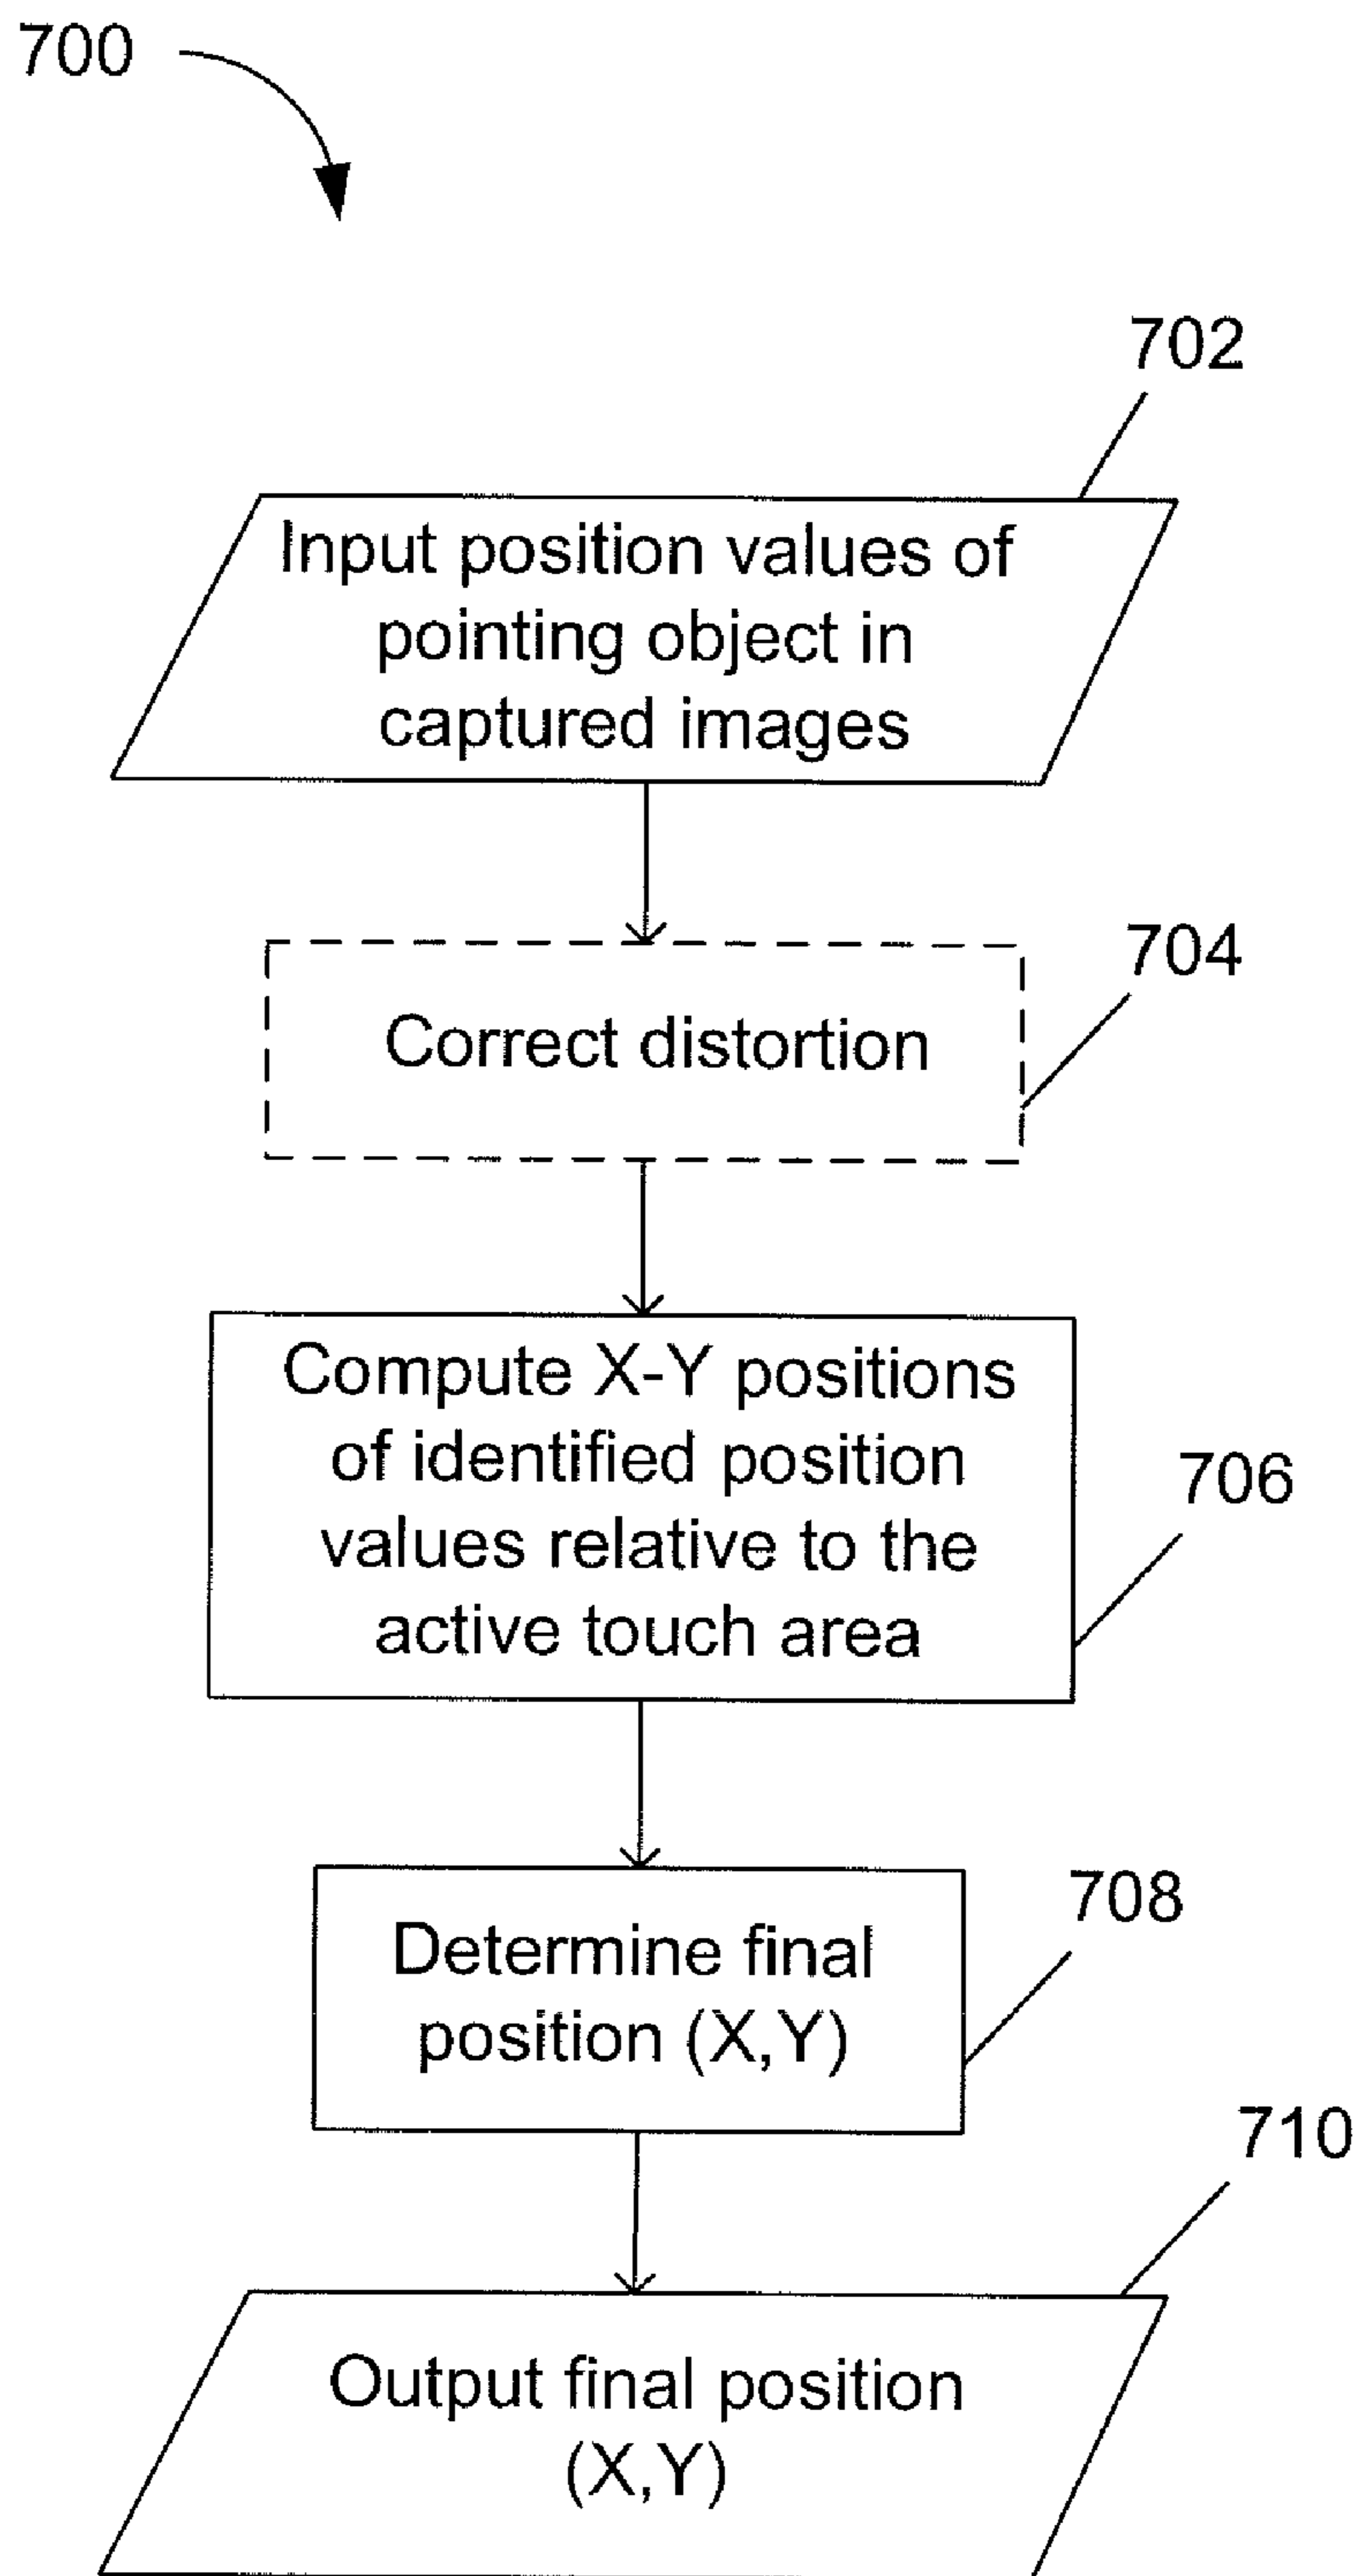 700
702
Input position values of
pointing object in
captured images
704
Correct distortion
Compute X-Y positions
of identified position
values relative to the
active touch area
706
708
Determine final
position (X,Y)
710
Output final position
(X,Y)